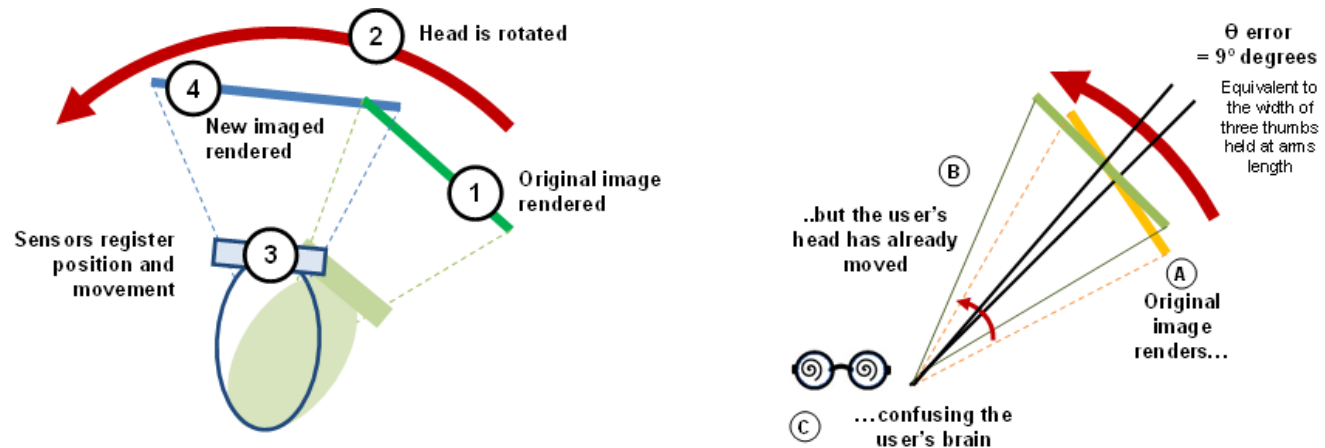 2
Head is rotated
4
New imaged
rendered
1
Original image
rendered
3
Sensors register
position and
movement
Θ error
= 9° degrees
Equivalent to
the width of
three thumbs
held at arms
length
B
..but the user's
head has already
moved
A
Original
image
renders...
C
...confusing the
user's brain